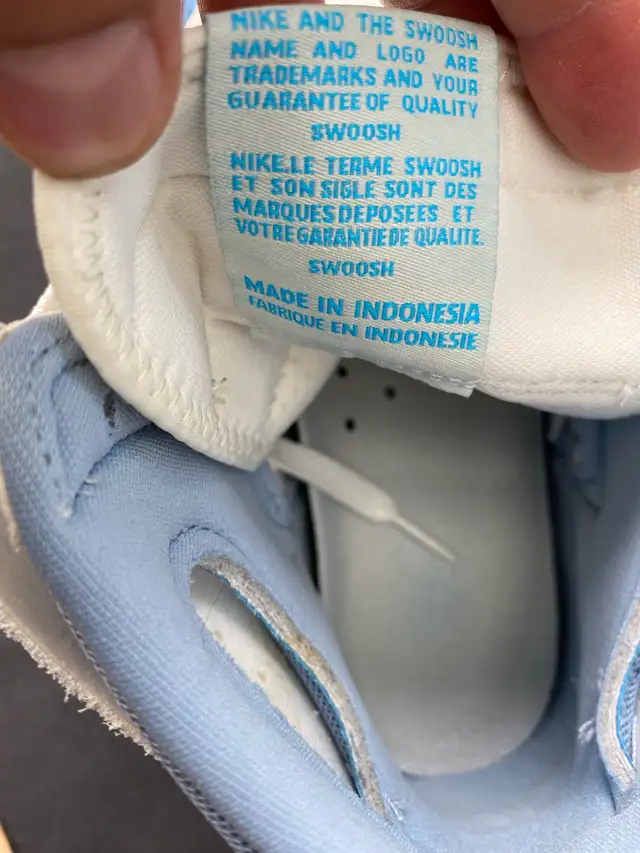 NIKE AND THE SWOOSH
NAME AND LOGO ARE
TRADEMARKS AND YOUR
GUARANTEE OF QUALITY
SWOOSH
NIKE.LE TERME SWOOSH
ET SON SIGLE SONT DES
MARQUES DEPOSEES ET
VOTRE GARANTIE DE QUALITE.
SWOOSH
MADE IN INDONESIA
FABRIQUE EN INDONESIE